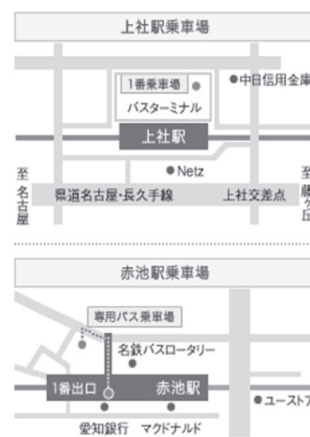 上社駅乗車場
中日信用金庫
1番乗車場
バスターミナル
上社駅
Netz
至名古屋
至藤ヶ丘
県道名古屋・長久手線
上社交差点
赤池駅乗車場
専用バス乗車場
名鉄バスロータリー
1番出口
赤池駅
ユースト
愛知銀行
マクドナルド